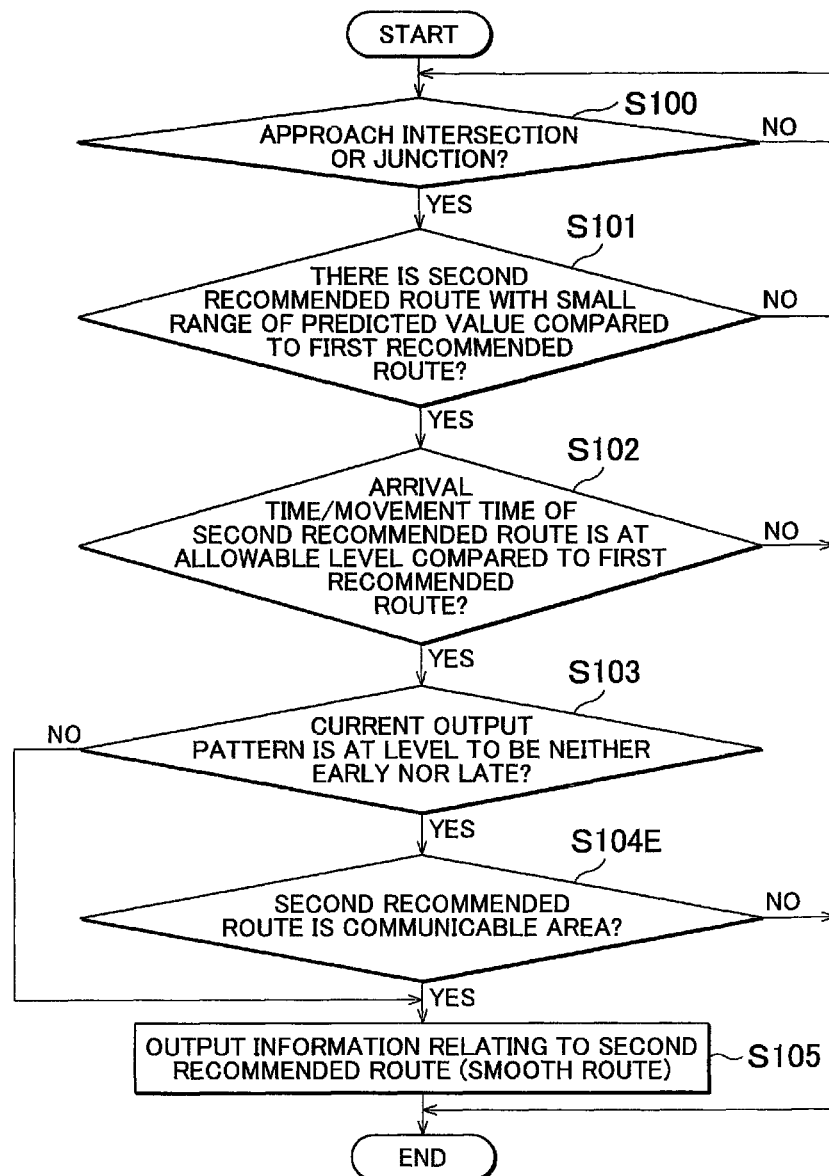 START
S100
APPROACH INTERSECTION
OR JUNCTION?
NO
YES
S101
THERE IS SECOND
RECOMMENDED ROUTE WITH SMALL
RANGE OF PREDICTED VALUE COMPARED
TO FIRST RECOMMENDED
ROUTE?
NO
YES
S102
ARRIVAL
TIME/MOVEMENT TIME OF
SECOND RECOMMENDED ROUTE IS AT
ALLOWABLE LEVEL COMPARED TO FIRST
RECOMMENDED
ROUTE?
NO
YES
S103
NO
CURRENT OUTPUT
PATTERN IS AT LEVEL TO BE NEITHER
EARLY NOR LATE?
YES
S104E
SECOND RECOMMENDED
ROUTE IS COMMUNICABLE AREA?
NO
YES
OUTPUT INFORMATION RELATING TO SECOND
RECOMMENDED ROUTE (SMOOTH ROUTE)
S105
END